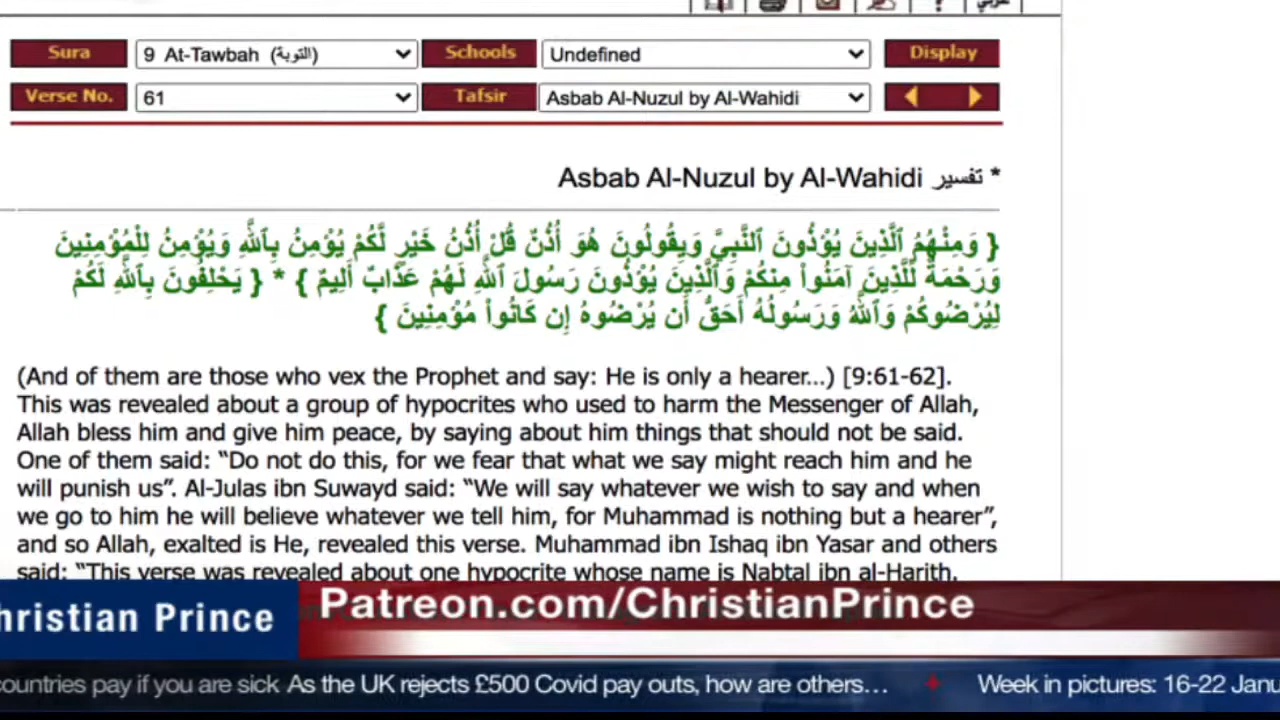 Sura
9 At-Tawbah (التوبة)
Schools
Undefined
Display
Verse No.
61
Tafsir
Asbab Al-Nuzul by Al-Wahidi
* تفسير Asbab Al-Nuzul by Al-Wahidi
{ وَمِنْهُمُ ٱلَّذِينَ يُؤْذُونَ ٱلنَّبِيَّ وَيَقُولُونَ هُوَ أُذُنٌ قُلْ أُذُنُ خَيْرٍ لَّكُمْ يُؤْمِنُ بِٱللَّهِ وَيُؤْمِنُ لِلْمُؤْمِنِينَ
وَرَحْمَةٌ لِّلَّذِينَ آمَنُواْ مِنكُمْ وَٱلَّذِينَ يُؤْذُونَ رَسُولَ ٱللَّهِ لَهُمْ عَذَابٌ أَلِيمٌ } * { يَحْلِفُونَ بِٱللَّهِ لَكُمْ
لِيُرْضُوكُمْ وَٱللَّهُ وَرَسُولُهُ أَحَقُّ أَن يُرْضُوهُ إِن كَانُواْ مُؤْمِنِينَ }
(And of them are those who vex the Prophet and say: He is only a hearer...) [9:61-62].
This was revealed about a group of hypocrites who used to harm the Messenger of Allah,
Allah bless him and give him peace, by saying about him things that should not be said.
One of them said: “Do not do this, for we fear that what we say might reach him and he
will punish us”. Al-Julas ibn Suwayd said: “We will say whatever we wish to say and when
we go to him he will believe whatever we tell him, for Muhammad is nothing but a hearer”,
and so Allah, exalted is He, revealed this verse. Muhammad ibn Ishaq ibn Yasar and others
said: “This verse was revealed about one hypocrite whose name is Nabtal ibn al-Harith.
hristian Prince
Patreon.com/ChristianPrince
countries pay if you are sick As the UK rejects £500 Covid pay outs, how are others... Week in pictures: 16-22 Janu